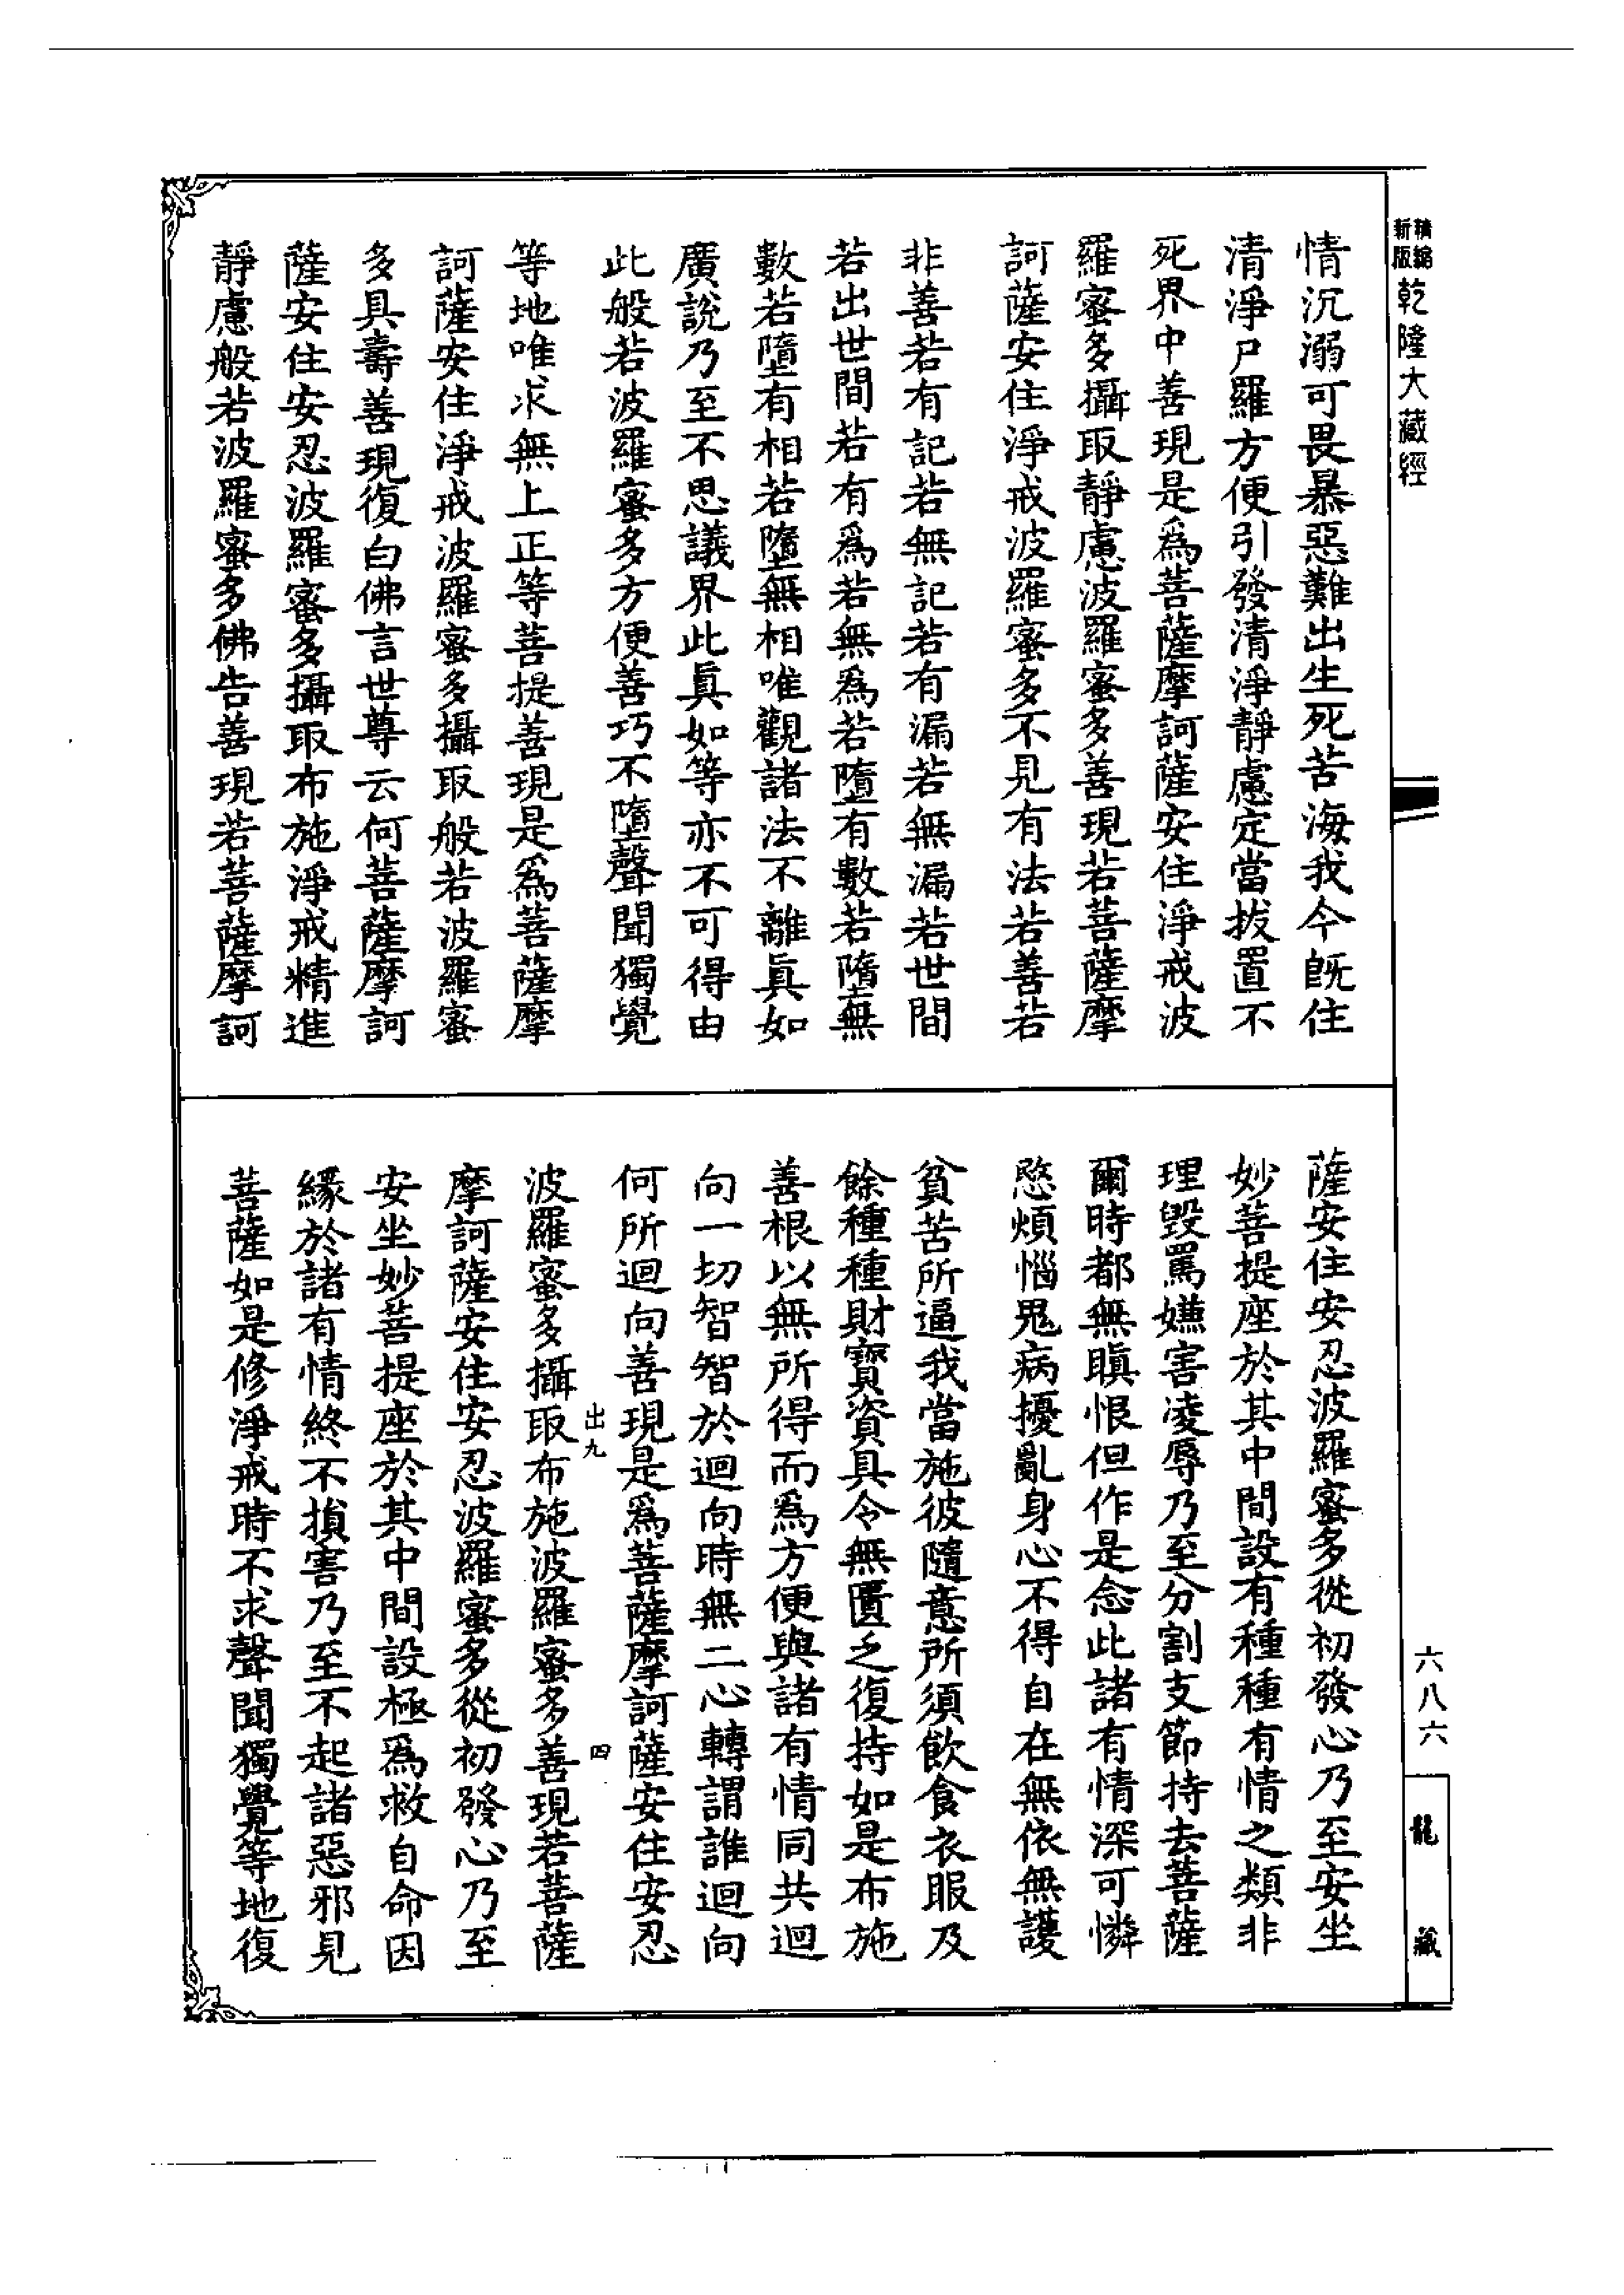 新版精縮乾隆大藏經
情沉溺可畏暴惡難出生死苦海我今旣住
清淨尸羅方便引發清淨靜慮定當拔置不
死界中善現是爲菩薩摩訶薩安住淨戒波
羅蜜多攝取靜慮波羅蜜多善現若菩薩摩
訶薩安住淨戒波羅蜜多不見有法若善若
非善若有記若無記若有漏若無漏若世間
若出世間若有爲若無爲若墮有數若墮無
數若墮有相若墮無相唯觀諸法不離眞如
廣說乃至不思議界此眞如等亦不可得由
此般若波羅蜜多方便善巧不墮聲聞獨覺
等地唯求無上正等菩提善現是爲菩薩摩
訶薩安住淨戒波羅蜜多攝取般若波羅蜜
多具壽善現復白佛言世尊云何菩薩摩訶
薩安住安忍波羅蜜多攝取布施淨戒精進
靜慮般若波羅蜜多佛告善現若菩薩摩訶
薩安住安忍波羅蜜多從初發心乃至安坐
妙菩提座於其中間設有種種有情之類非
理毀罵嫌害凌辱乃至分割支節持去菩薩
爾時都無瞋恨但作是念此諸有情深可憐
愍煩惱鬼病擾亂身心不得自在無依無護
貧苦所逼我當施彼隨意所須飲食衣服及
餘種種財寶資具令無匱乏復持如是布施
善根以無所得而爲方便與諸有情同共迴
向一切智智於迴向時無二心轉謂誰迴向
何所迴向善現是爲菩薩摩訶薩安住安忍
出九
四
波羅蜜多攝取布施波羅蜜多善現若菩薩
摩訶薩安住安忍波羅蜜多從初發心乃至
安坐妙菩提座於其中間設極爲救自命因
緣於諸有情終不損害乃至不起諸惡邪見
菩薩如是修淨戒時不求聲聞獨覺等地復
六八六
龍藏